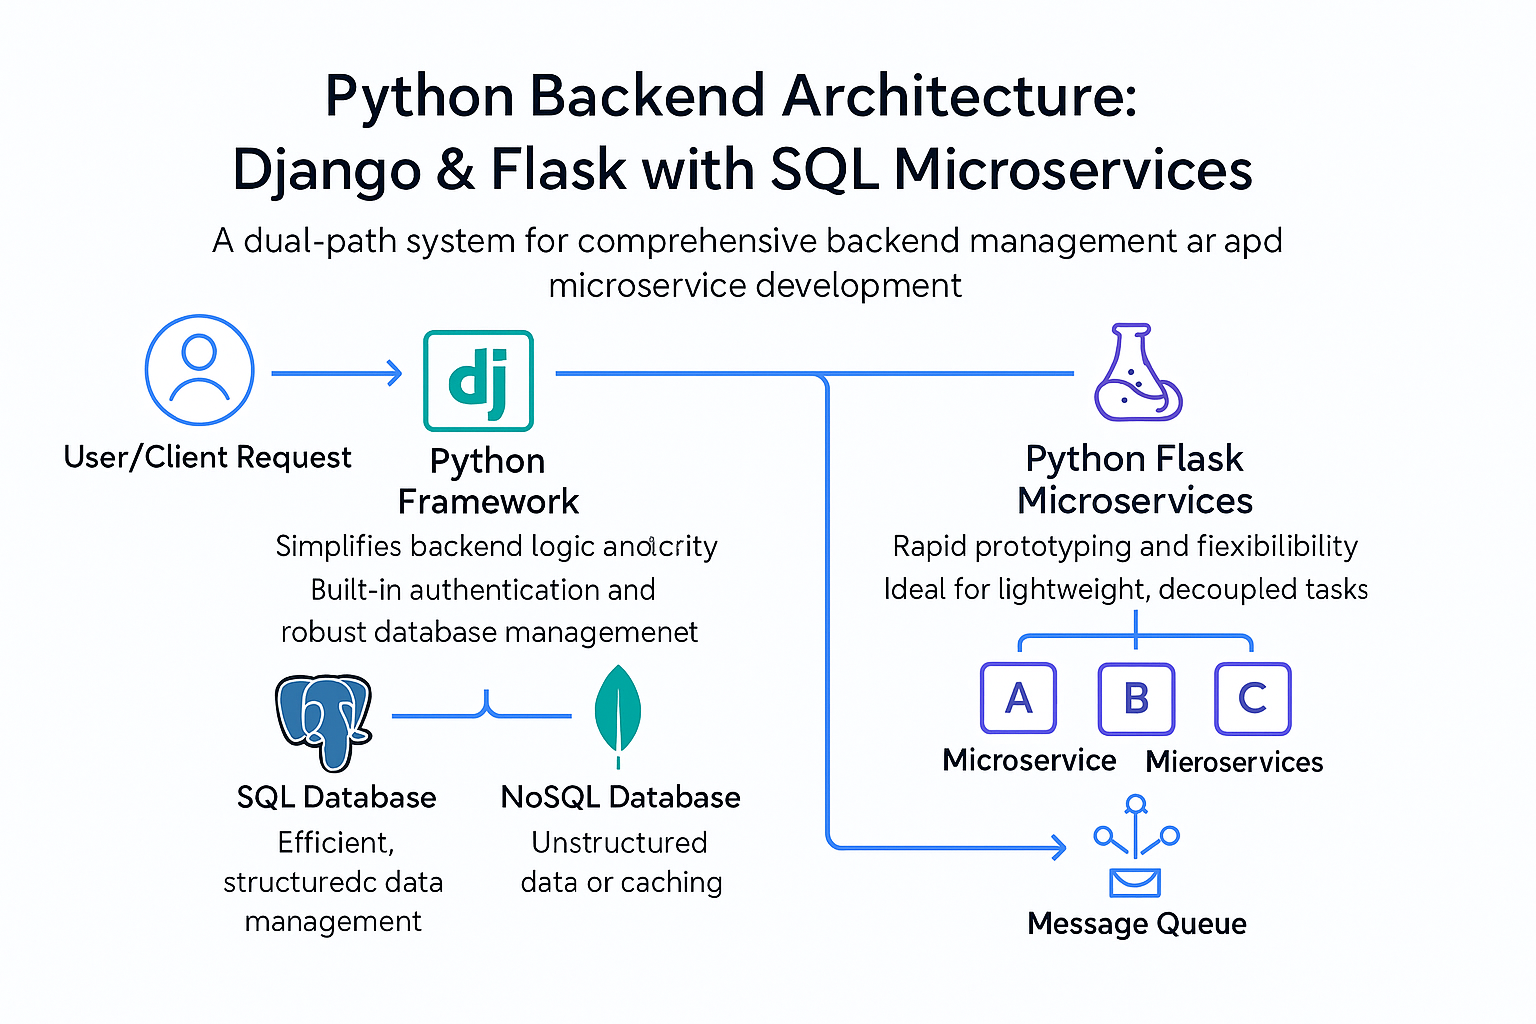 Python Backend Architecture:
Django & Flask with SQL Microservices
A dual-path system for comprehensive backend management ar apd
microservice development
dj
User/Client Request
Python
Framework
Simplifies backend logic and
Built-in authentication and
robust database managemenet
SQL Database
Efficient,
structuredc data
management
NoSQL Database
Unstructured
data or caching
Python Flask
Microservices
Rapid prototyping and fiexibilibility
Ideal for lightweight, decoupled tasks
A B C
Microservice Mieroservices
Message Queue